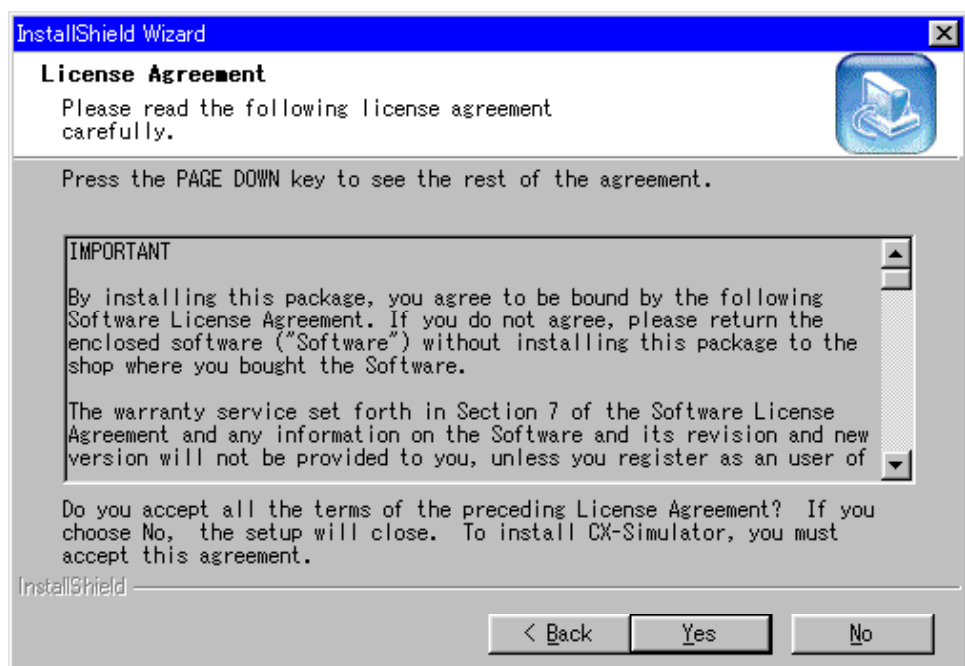 InstallShield Wizard
License Agreement
Please read the following license agreement
carefully.
Press the PAGE DOWN key to see the rest of the agreement.
IMPORTANT
By installing this package, you agree to be bound by the following
Software License Agreement. If you do not agree, please return the
enclosed software ("Software") without installing this package to the
shop where you bought the Software.
The warranty service set forth in Section 7 of the Software License
Agreement and any information on the Software and its revision and new
version will not be provided to you, unless you register as an user of
Do you accept all the terms of the preceding License Agreement?  If you
choose No,  the setup will close.  To install CX-Simulator, you must
accept this agreement.
InstallShield
< Back
Yes
No